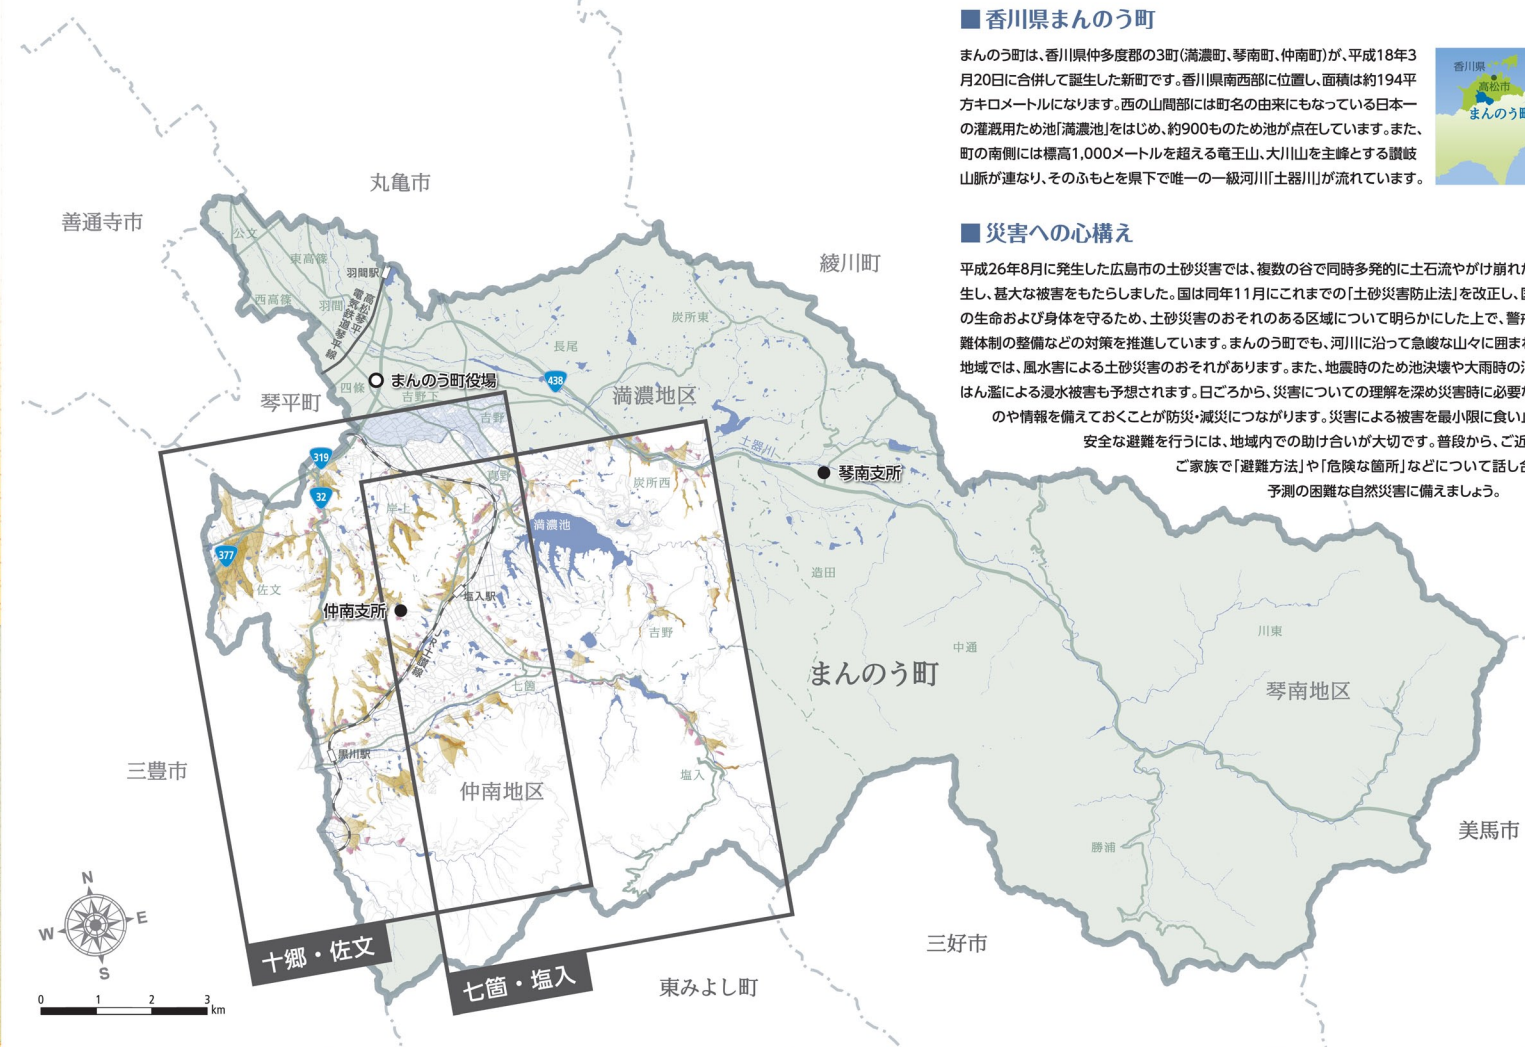 ■ 香川県まんのう町
まんのう町は、香川県仲多度郡の3町(満濃町、琴南町、仲南町)が、平成18年3
月20日に合併して誕生した新町です。香川県南西部に位置し、面積は約194平
方キロメートルになります。西の山間部には町名の由来にもなっている日本一
の灌漑用ため池「満濃池」をはじめ、約900ものため池が点在しています。また、
町の南側には標高1,000メートルを超える竜王山、大川山を主峰とする讃岐
山脈が連なり、そのふもとを県下で唯一の一級河川「土器川」が流れています。
香川県
高松市
まんのう町
■ 災害への心構え
平成26年8月に発生した広島市の土砂災害では、複数の谷で同時多発的に土石流やがけ崩れが
生し、甚大な被害をもたらしました。国は同年11月にこれまでの「土砂災害防止法」を改正し、国
の生命および身体を守るため、土砂災害のおそれのある区域について明らかにした上で、警戒
難体制の整備などの対策を推進しています。まんのう町でも、河川に沿って急峻な山々に囲まれ
地域では、風水害による土砂災害のおそれがあります。また、地震時のため池決壊や大雨時の
はん濫による浸水被害も予想されます。日ごろから、災害についての理解を深め災害時に必要な
のや情報を備えておくことが防災・減災につながります。災害による被害を最小限に食い
安全な避難を行うには、地域内での助け合いが大切です。普段から、ご近
ご家族で「避難方法」や「危険な箇所」などについて話し合
予測の困難な自然災害に備えましょう。
丸亀市
善通寺市
綾川町
公文
東高篠
羽間駅
西高篠
羽間
高松琴平
電気鉄道琴平線
炭所東
長尾
438
まんのう町役場
四條
吉野下
満濃地区
琴平町
吉野
土器川
319
琴南支所
炭所西
32
岸上
満濃池
377
造田
佐文
塩入駅
仲南支所
吉野
川東
JR土讃線
中通
まんのう町
七箇
琴南地区
黒川駅
三豊市
塩入
仲南地区
美馬市
勝浦
N
W
E
S
三好市
十郷・佐文
七箇・塩入
東みよし町
0 1 2 3
km